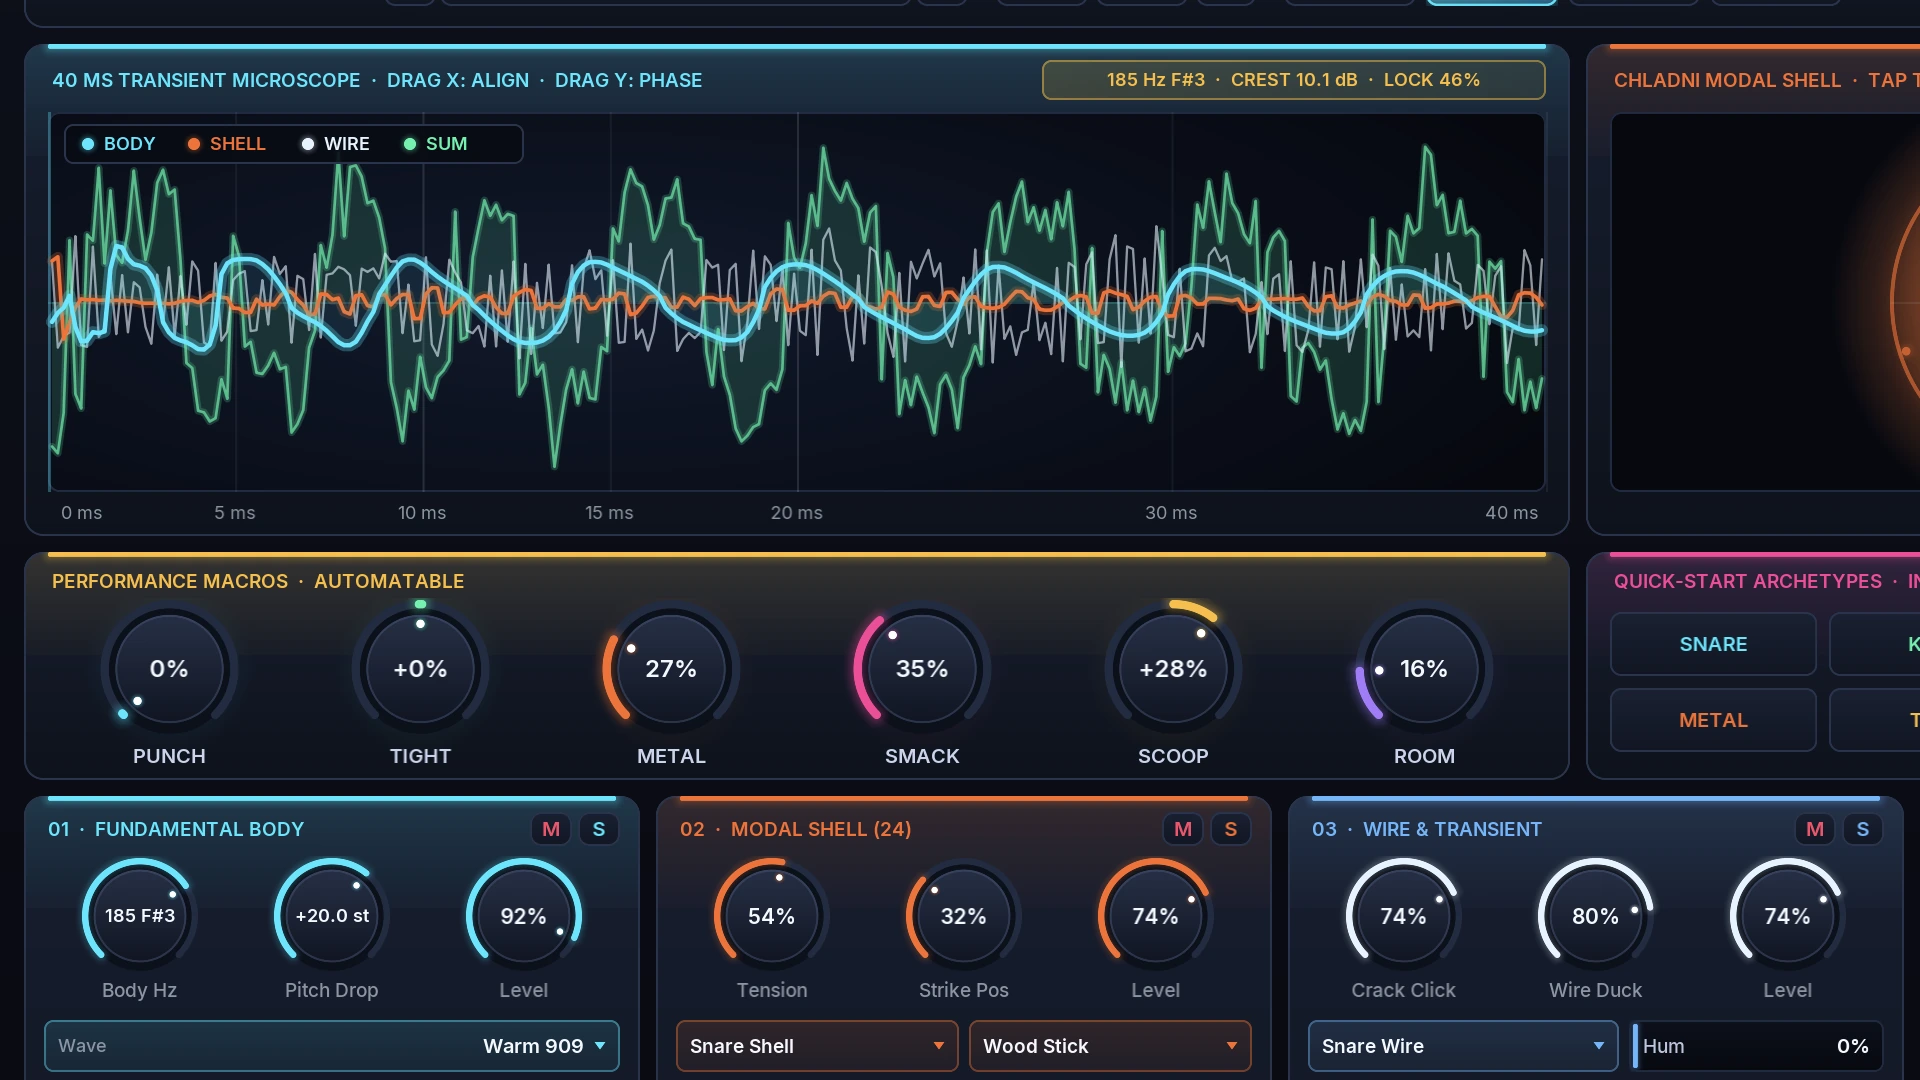 40 MS TRANSIENT MICROSCOPE · DRAG X: ALIGN · DRAG Y: PHASE
185 Hz F#3 · CREST 10.1 dB · LOCK 46%
CHLADNI MODAL SHELL · TAP
BODY SHELL WIRE SUM
0 ms 5 ms 10 ms 15 ms 20 ms 30 ms 40 ms
PERFORMANCE MACROS · AUTOMATABLE
QUICK-START ARCHETYPES
0% +0% 27% 35% +28% 16%
PUNCH TIGHT METAL SMACK SCOOP ROOM
SNARE
METAL
01 · FUNDAMENTAL BODY M S
185 F#3 +20.0 st 92%
Body Hz Pitch Drop Level
Wave Warm 909
02 · MODAL SHELL (24) M S
54% 32% 74%
Tension Strike Pos Level
Snare Shell Wood Stick
03 · WIRE & TRANSIENT M S
74% 80% 74%
Crack Click Wire Duck Level
Snare Wire Hum 0%